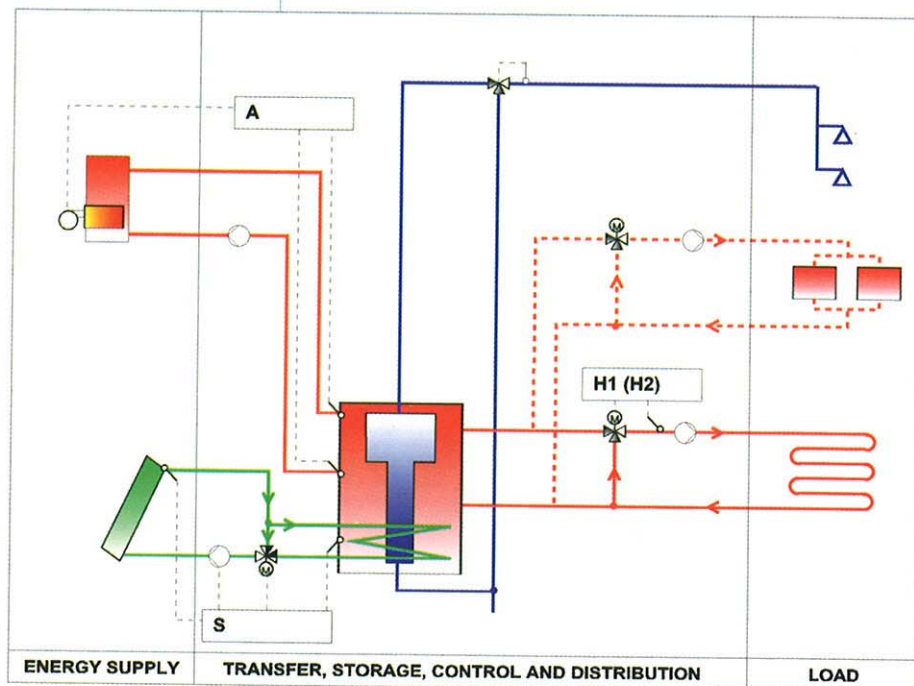 A
M
H1 (H2)
M
M
S
ENERGY SUPPLY
TRANSFER, STORAGE, CONTROL AND DISTRIBUTION
LOAD